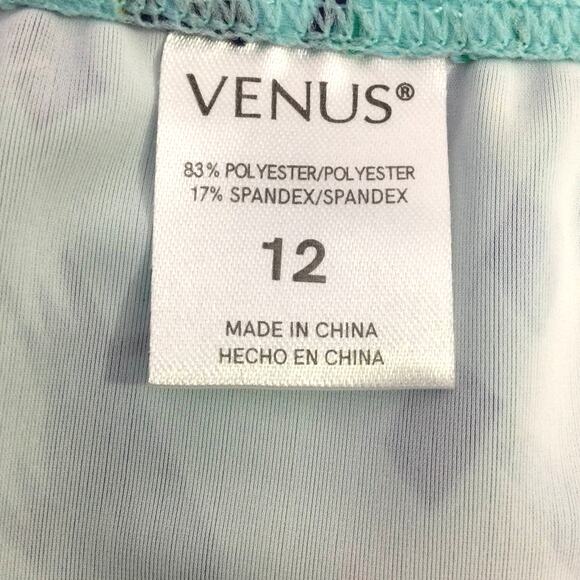 VENUS®
83% POLYESTER/POLYESTER
17% SPANDEX/SPANDEX
12
MADE IN CHINA
HECHO EN CHINA